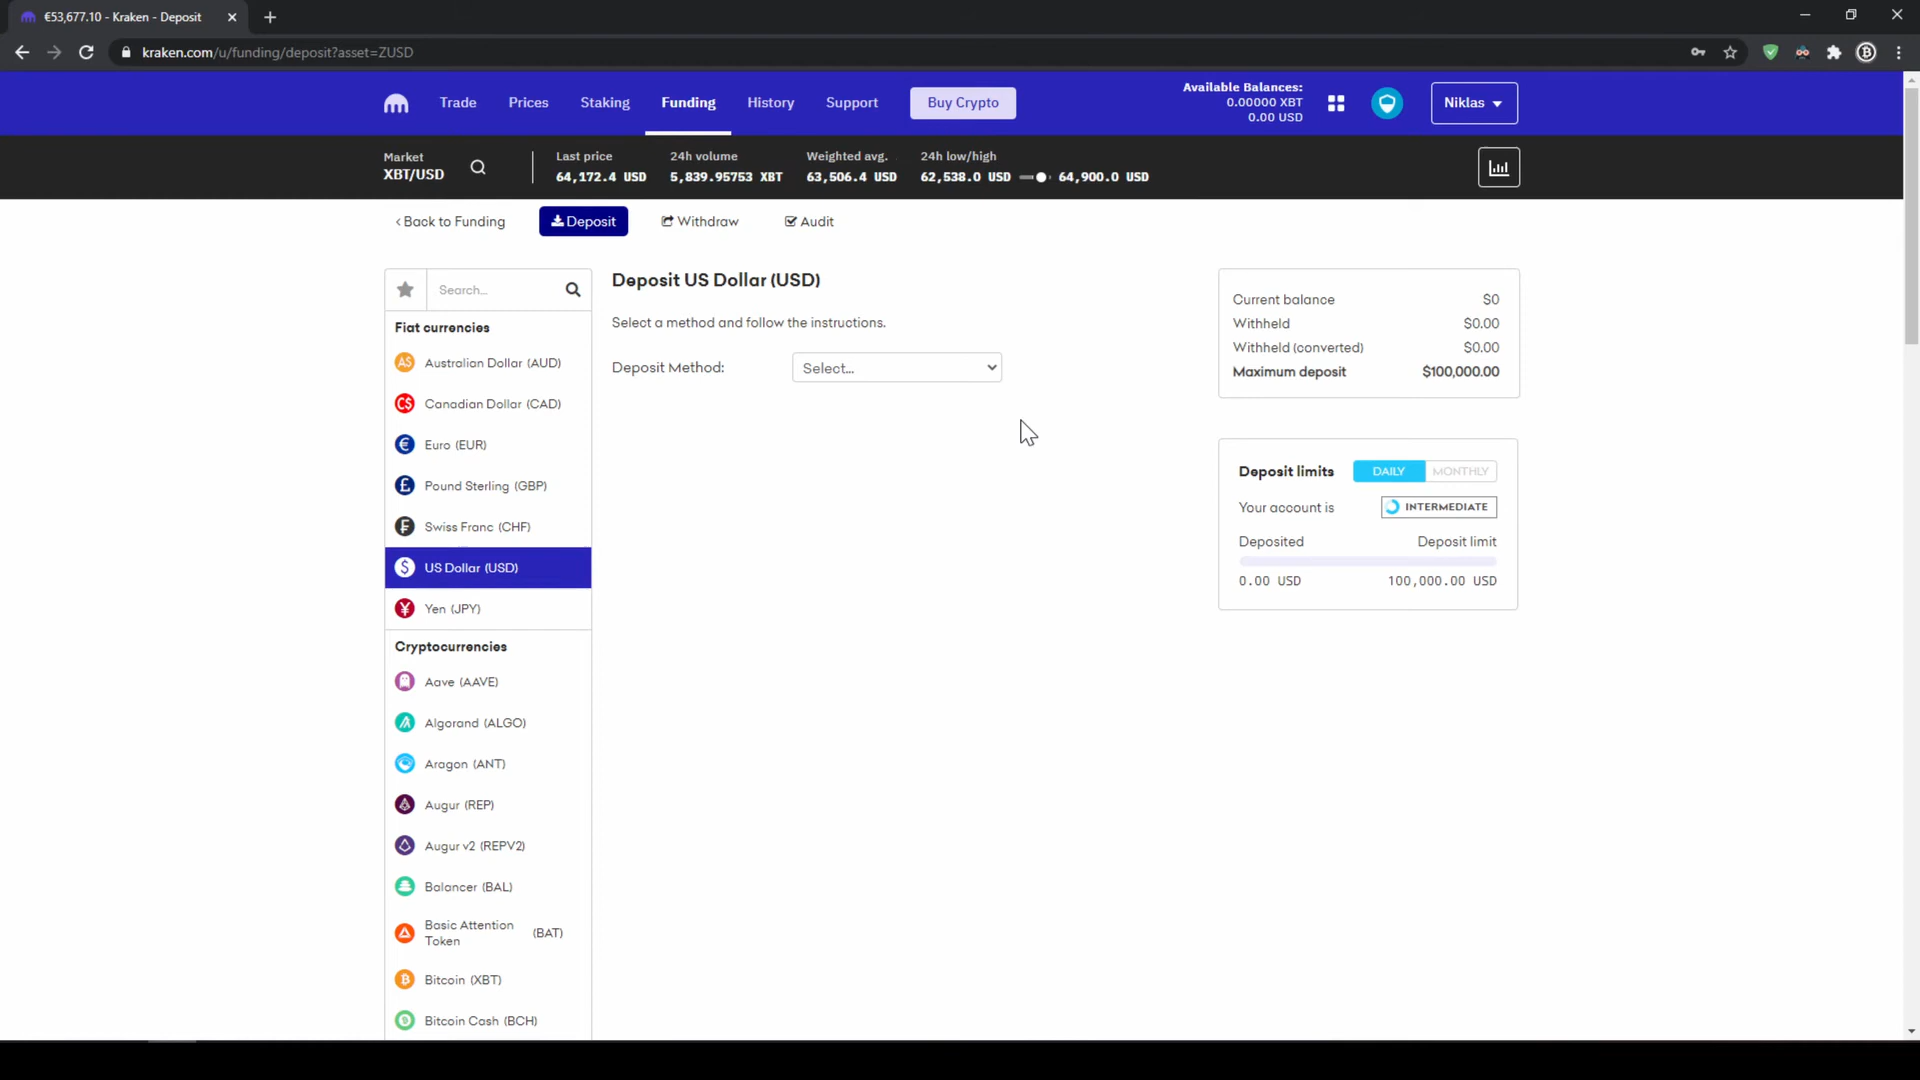 €53,677.10 - Kraken - Deposit
kraken.com/u/funding/deposit?asset=ZUSD
Trade
Prices
Staking
Funding
History
Support
Buy Crypto
Available Balances:
0.00000 XBT
0.00 USD
Niklas
Market
XBT/USD
Last price
64,172.4 USD
24h volume
5,839.95753 XBT
Weighted avg.
63,506.4 USD
24h low/high
62,538.0 USD
64,900.0 USD
Back to Funding
Deposit
Withdraw
Audit
Search...
Fiat currencies
A$ Australian Dollar (AUD)
C$ Canadian Dollar (CAD)
€ Euro (EUR)
£ Pound Sterling (GBP)
₣ Swiss Franc (CHF)
$ US Dollar (USD)
¥ Yen (JPY)
Cryptocurrencies
Aave (AAVE)
Algorand (ALGO)
Aragon (ANT)
Augur (REP)
Augur v2 (REPV2)
Balancer (BAL)
Basic Attention Token (BAT)
Bitcoin (XBT)
Bitcoin Cash (BCH)
Deposit US Dollar (USD)
Select a method and follow the instructions.
Deposit Method:
Select...
Current balance $0
Withheld $0.00
Withheld (converted) $0.00
Maximum deposit $100,000.00
Deposit limits DAILY MONTHLY
Your account is INTERMEDIATE
Deposited Deposit limit
0.00 USD 100,000.00 USD